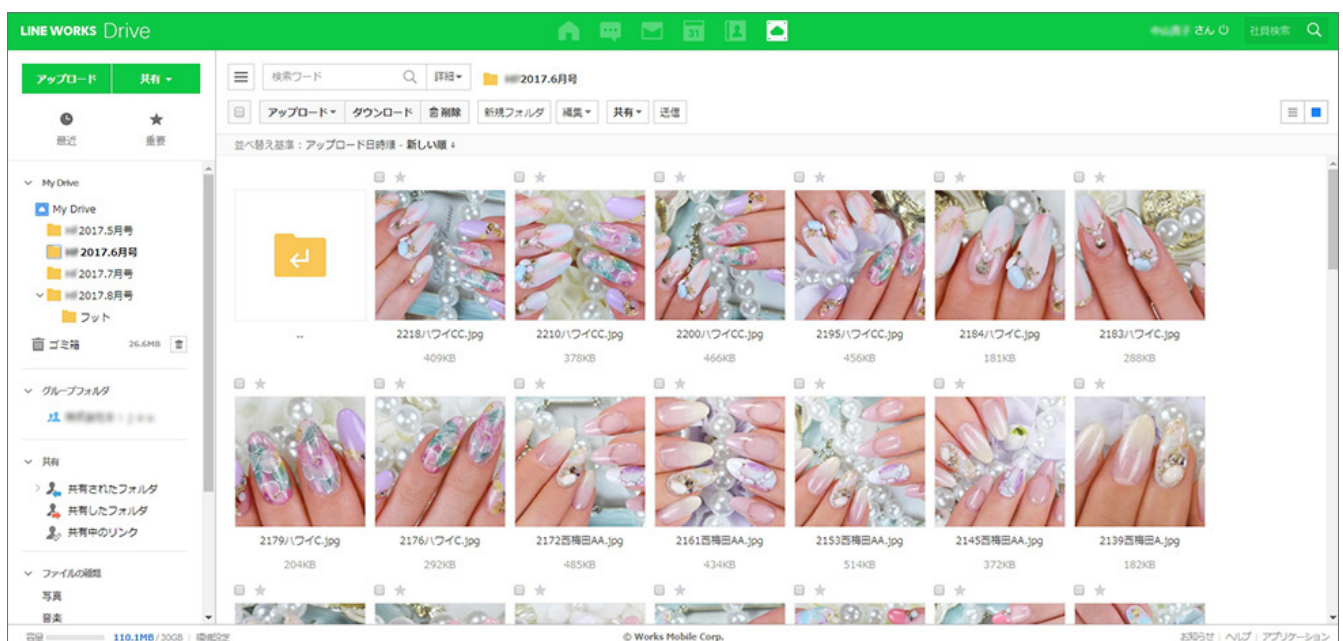 LINE WORKS Drive
31
さん
社員検索
アップロード
共有
最近
重要
My Drive
My Drive
2017.5月号
2017.6月号
2017.7月号
2017.8月号
フット
ゴミ箱 26.6MB
グループフォルダ
共有
共有されたフォルダ
共有したフォルダ
共有中のリンク
ファイルの種類
写真
音楽
容量 110.1MB/30GB 環境設定
検索ワード 詳細 2017.6月号
アップロード ダウンロード 削除 新規フォルダ 編集 共有 送信
並べ替え基準：アップロード日時順 - 新しい順 ↓
.. 2218ハワイCC.jpg 2210ハワイCC.jpg 2200ハワイCC.jpg 2195ハワイCC.jpg 2184ハワイC.jpg 2183ハワイC.jpg
409KB 378KB 466KB 456KB 181KB 288KB
2179ハワイC.jpg 2176ハワイC.jpg 2172西梅田AA.jpg 2161西梅田AA.jpg 2153西梅田AA.jpg 2145西梅田AA.jpg 2139西梅田A.jpg
204KB 292KB 485KB 434KB 514KB 372KB 182KB
© Works Mobile Corp.
お知らせ | ヘルプ | アプリケーション